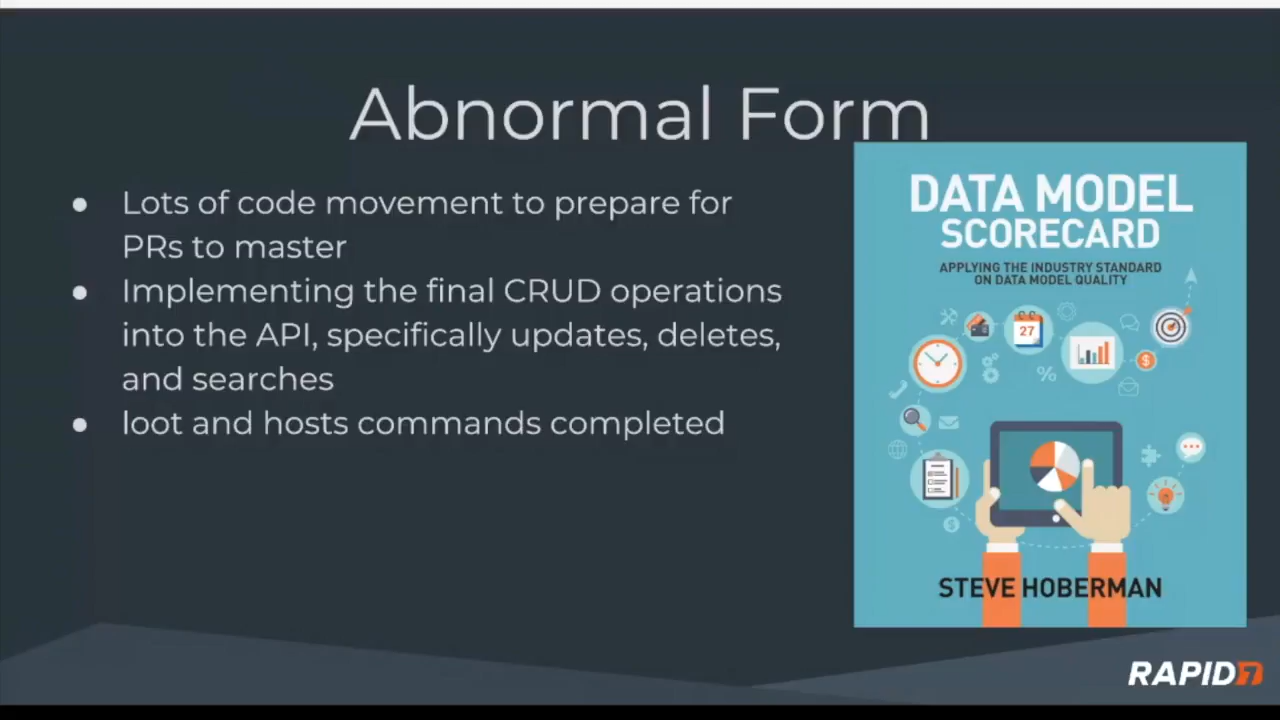 Abnormal Form
● Lots of code movement to prepare for
PRs to master
● Implementing the final CRUD operations
into the API, specifically updates, deletes,
and searches
● loot and hosts commands completed
DATA MODEL
SCORECARD
APPLYING THE INDUSTRY STANDARD
ON DATA MODEL QUALITY
27
$
%
$
STEVE HOBERMAN
RAPID7